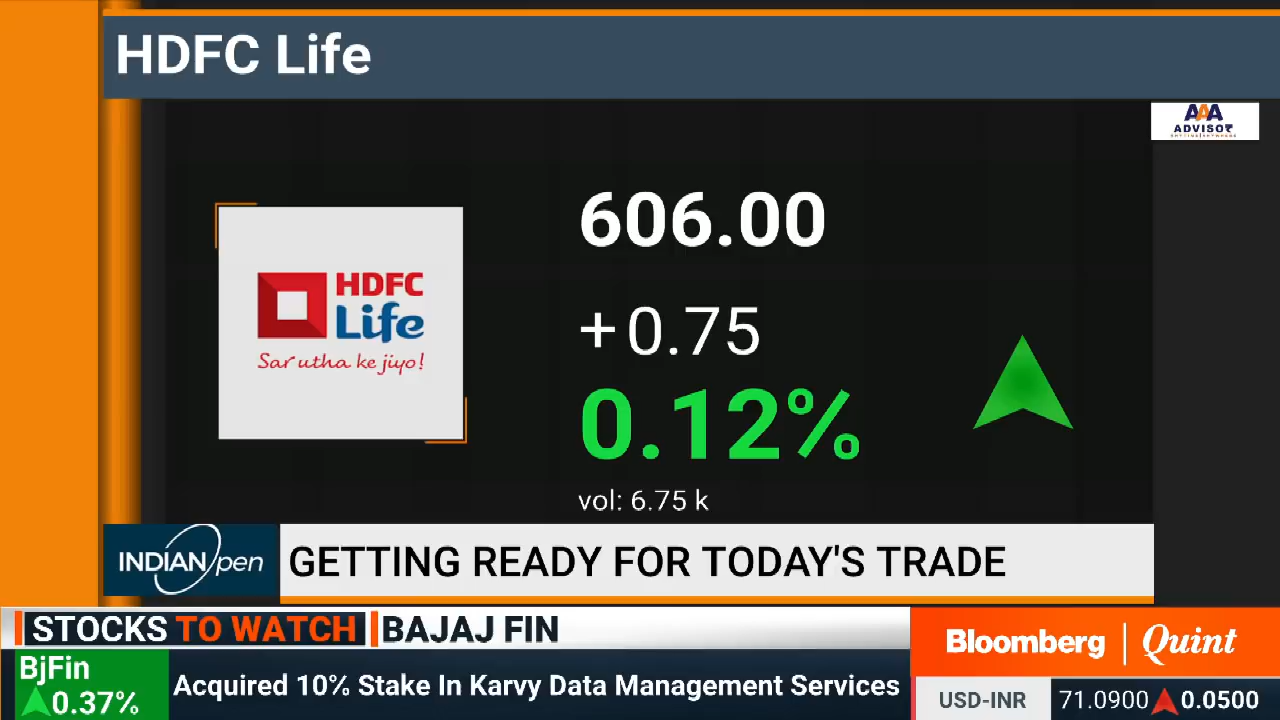 HDFC Life
AAA
ADVISOR
606.00
HDFC
Life
Sar utha ke jiyo!
+0.75
0.12%
vol: 6.75 k
INDIANOpen
GETTING READY FOR TODAY'S TRADE
STOCKS TO WATCH BAJAJ FIN
Bloomberg | Quint
BjFin
0.37%
Acquired 10% Stake In Karvy Data Management Services
USD-INR 71.0900 0.0500